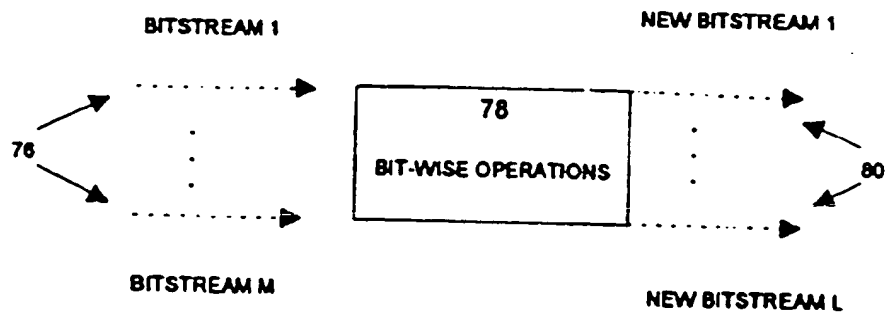 BITSTREAM 1
NEW BITSTREAM 1
78
76
BIT-WISE OPERATIONS
80
BITSTREAM M
NEW BITSTREAM L